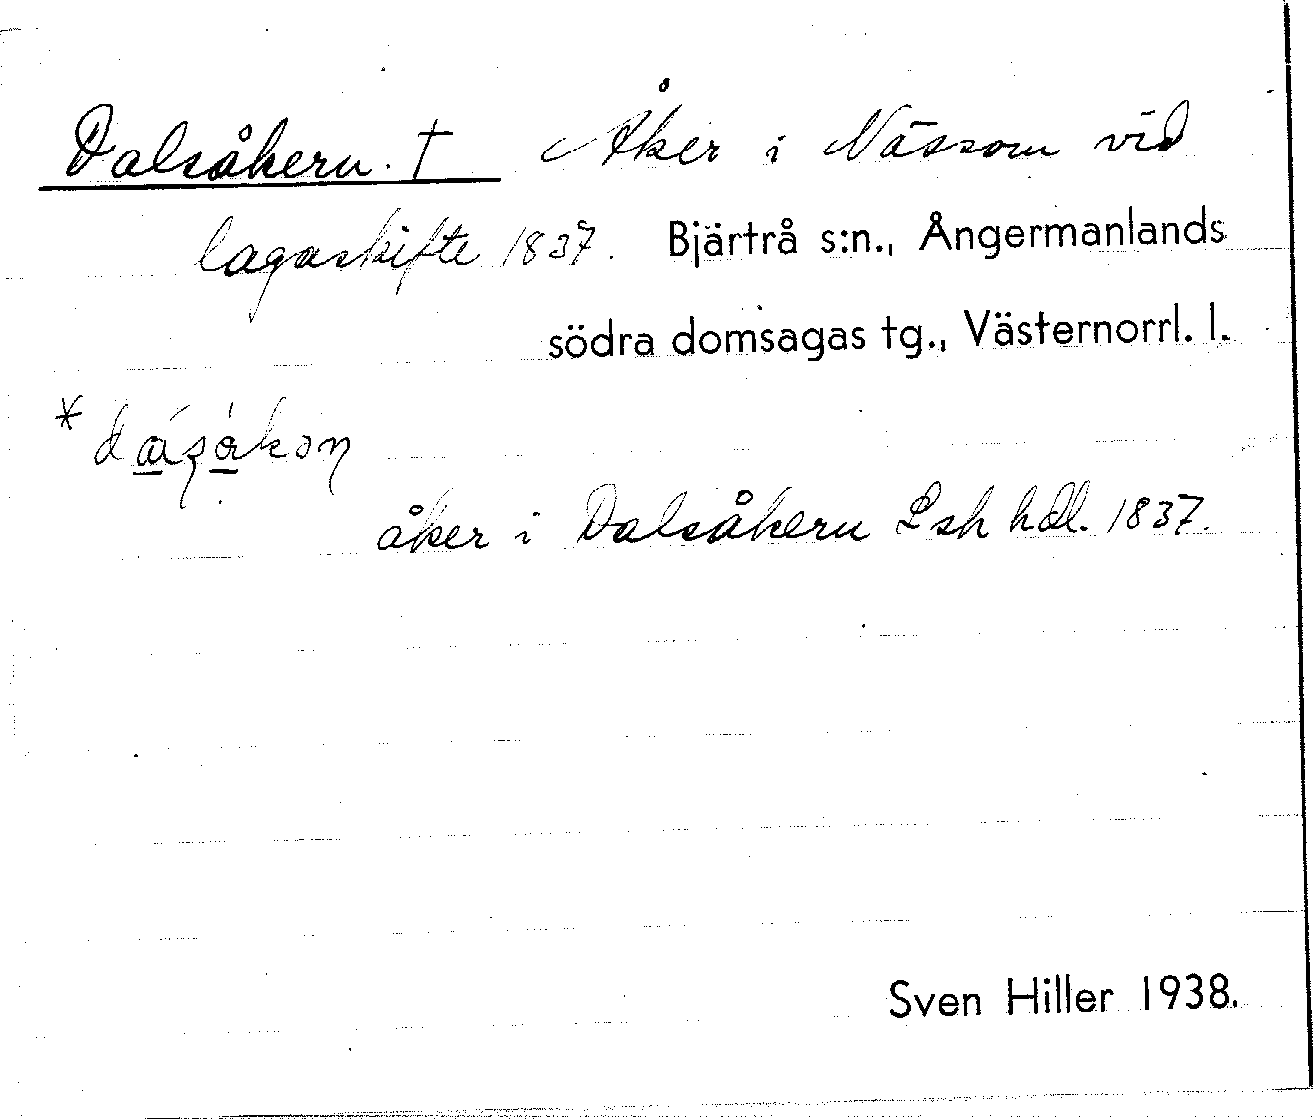 Dalsåkern. † Åker i Nässom vid
lagaskifte 1837. Bjärtrå s:n., Ångermanlands
södra domsagas tg., Västernorrl. l.
*
åker i Dalsåkern Lsk hdl. 1837.
Sven Hiller 1938.